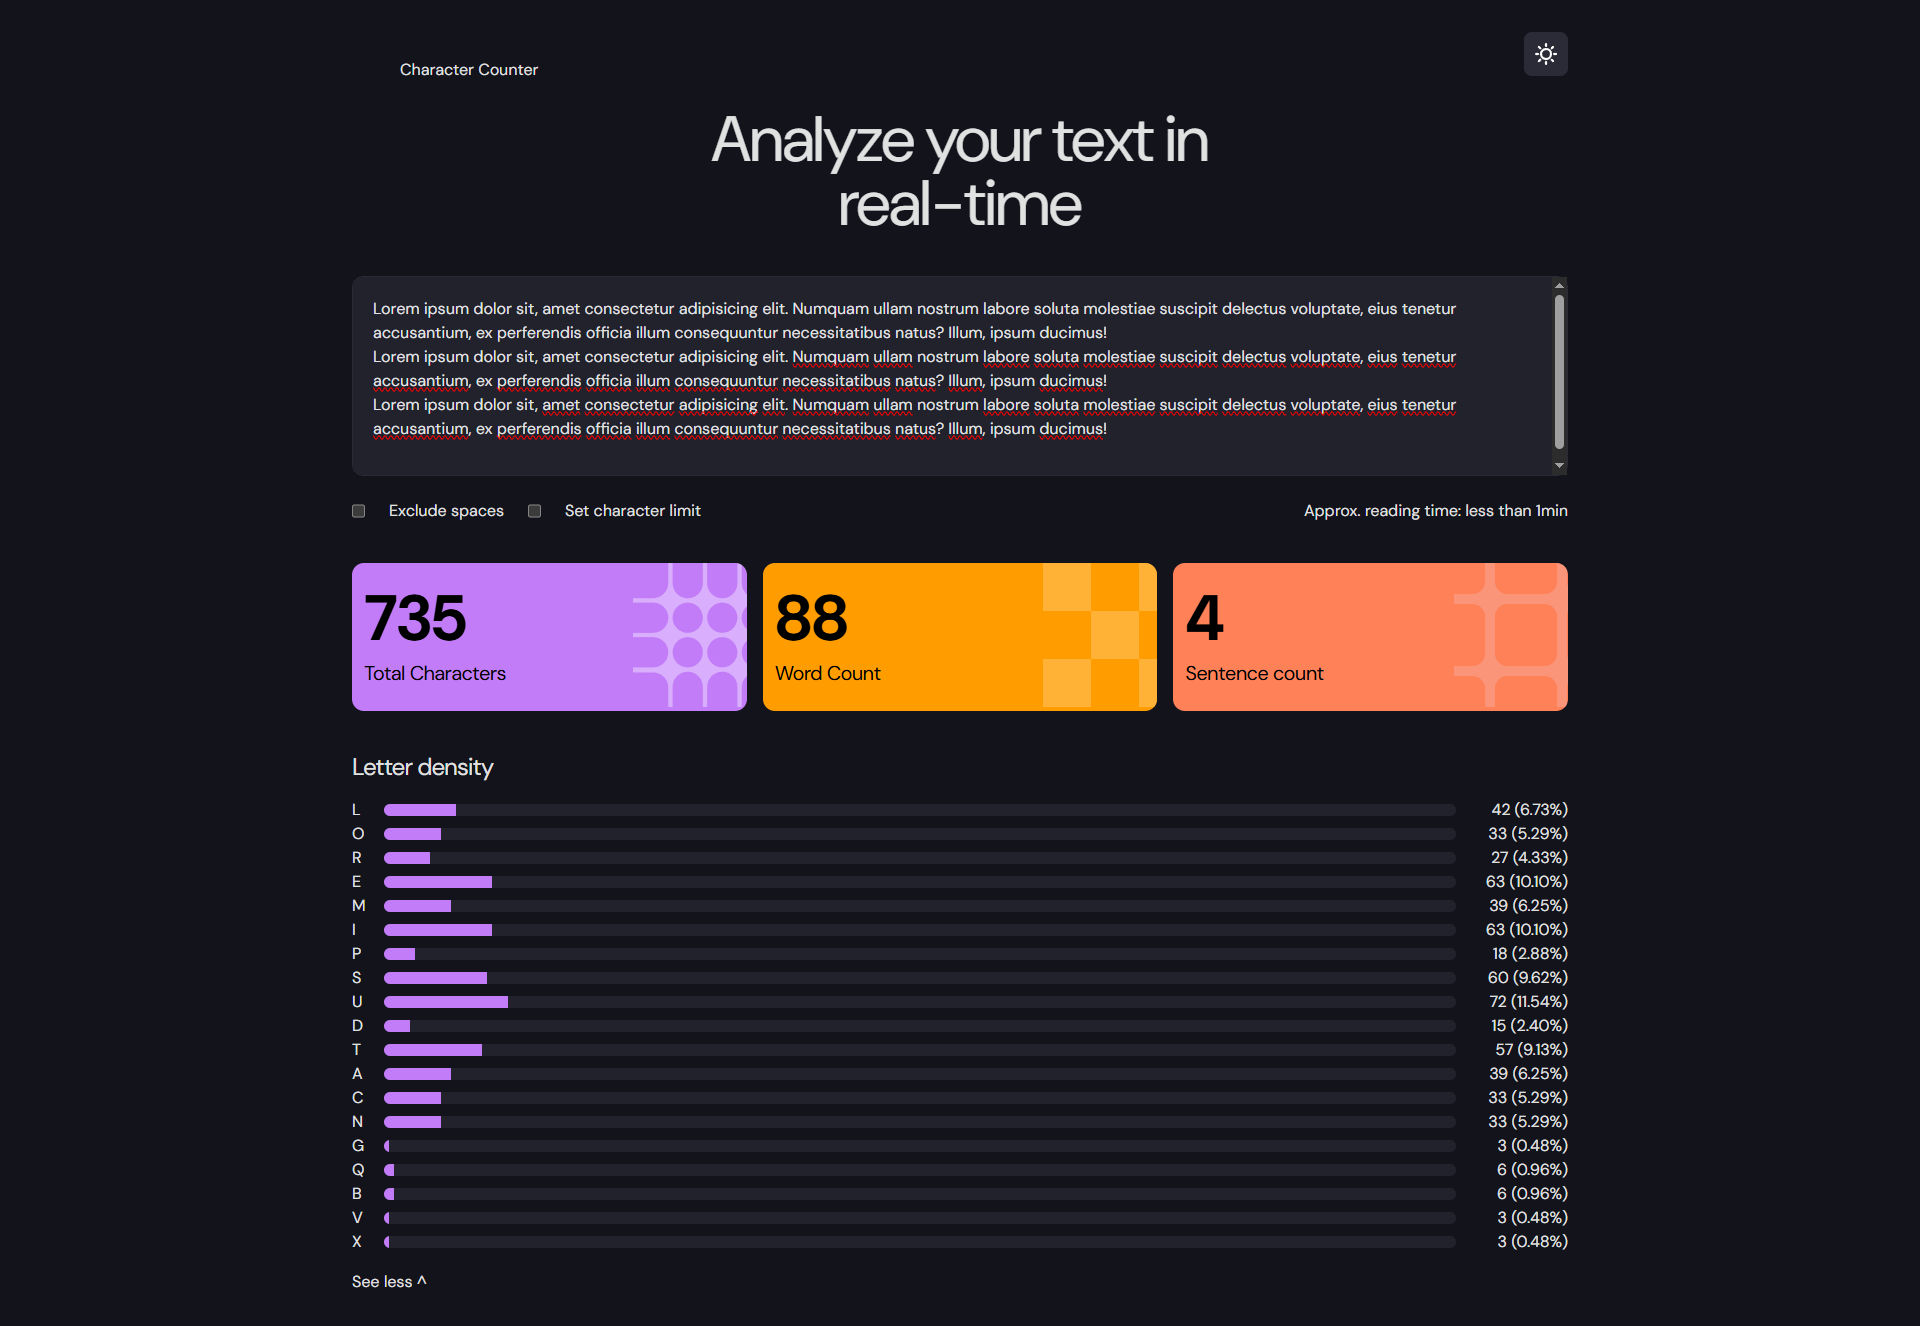 Character Counter
Analyze your text in
real-time
Lorem ipsum dolor sit, amet consectetur adipisicing elit. Numquam ullam nostrum labore soluta molestiae suscipit delectus voluptate, eius tenetur
accusantium, ex perferendis officia illum consequuntur necessitatibus natus? Illum, ipsum ducimus!
Lorem ipsum dolor sit, amet consectetur adipisicing elit. Numquam ullam nostrum labore soluta molestiae suscipit delectus voluptate, eius tenetur
accusantium, ex perferendis officia illum consequuntur necessitatibus natus? Illum, ipsum ducimus!
Lorem ipsum dolor sit, amet consectetur adipisicing elit. Numquam ullam nostrum labore soluta molestiae suscipit delectus voluptate, eius tenetur
accusantium, ex perferendis officia illum consequuntur necessitatibus natus? Illum, ipsum ducimus!
Exclude spaces Set character limit Approx. reading time: less than 1min
735 88 4
Total Characters Word Count Sentence count
Letter density
L 42 (6.73%)
O 33 (5.29%)
R 27 (4.33%)
E 63 (10.10%)
M 39 (6.25%)
I 63 (10.10%)
P 18 (2.88%)
S 60 (9.62%)
U 72 (11.54%)
D 15 (2.40%)
T 57 (9.13%)
A 39 (6.25%)
C 33 (5.29%)
N 33 (5.29%)
G 3 (0.48%)
Q 6 (0.96%)
B 6 (0.96%)
V 3 (0.48%)
X 3 (0.48%)
See less ^